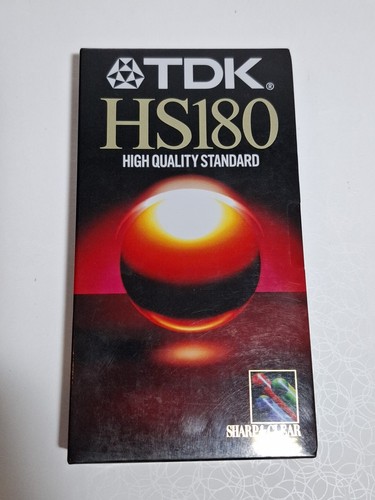 TDK®
HS180
HIGH QUALITY STANDARD
SHARP & CLEAR